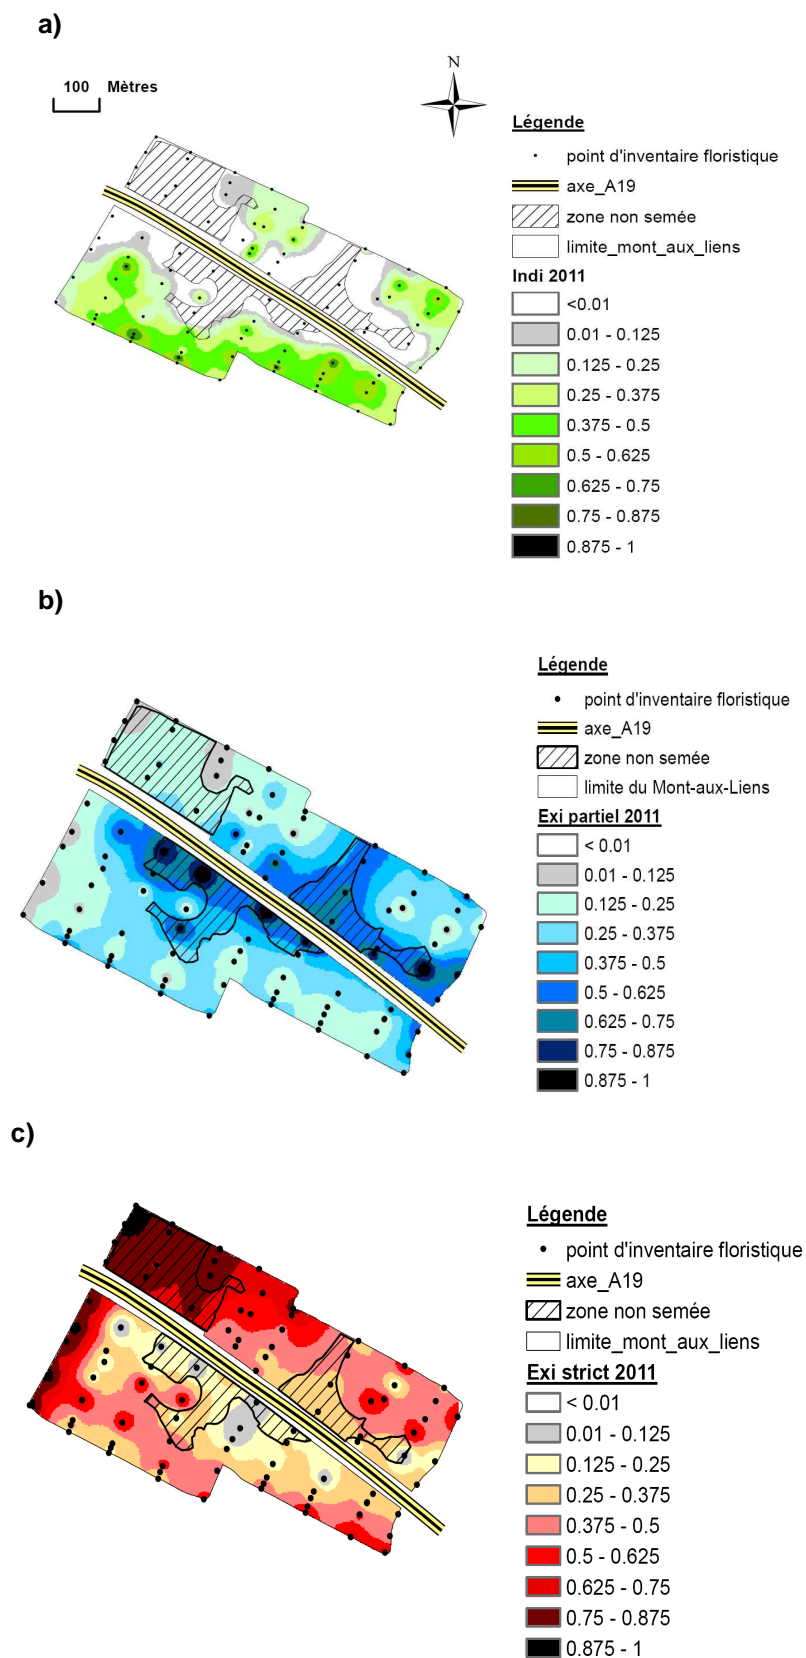 a)
N
100 Mètres
Légende
point d'inventaire floristique
axe_A19
zone non semée
limite_mont_aux_liens
Indi 2011
<0.01
0.01 - 0.125
0.125 - 0.25
0.25 - 0.375
0.375 - 0.5
0.5 - 0.625
0.625 - 0.75
0.75 - 0.875
0.875 - 1
b)
Légende
point d'inventaire floristique
axe_A19
zone non semée
limite du Mont-aux-Liens
Exi partiel 2011
< 0.01
0.01 - 0.125
0.125 - 0.25
0.25 - 0.375
0.375 - 0.5
0.5 - 0.625
0.625 - 0.75
0.75 - 0.875
0.875 - 1
c)
Légende
point d'inventaire floristique
axe_A19
zone non semée
limite_mont_aux_liens
Exi strict 2011
< 0.01
0.01 - 0.125
0.125 - 0.25
0.25 - 0.375
0.375 - 0.5
0.5 - 0.625
0.625 - 0.75
0.75 - 0.875
0.875 - 1